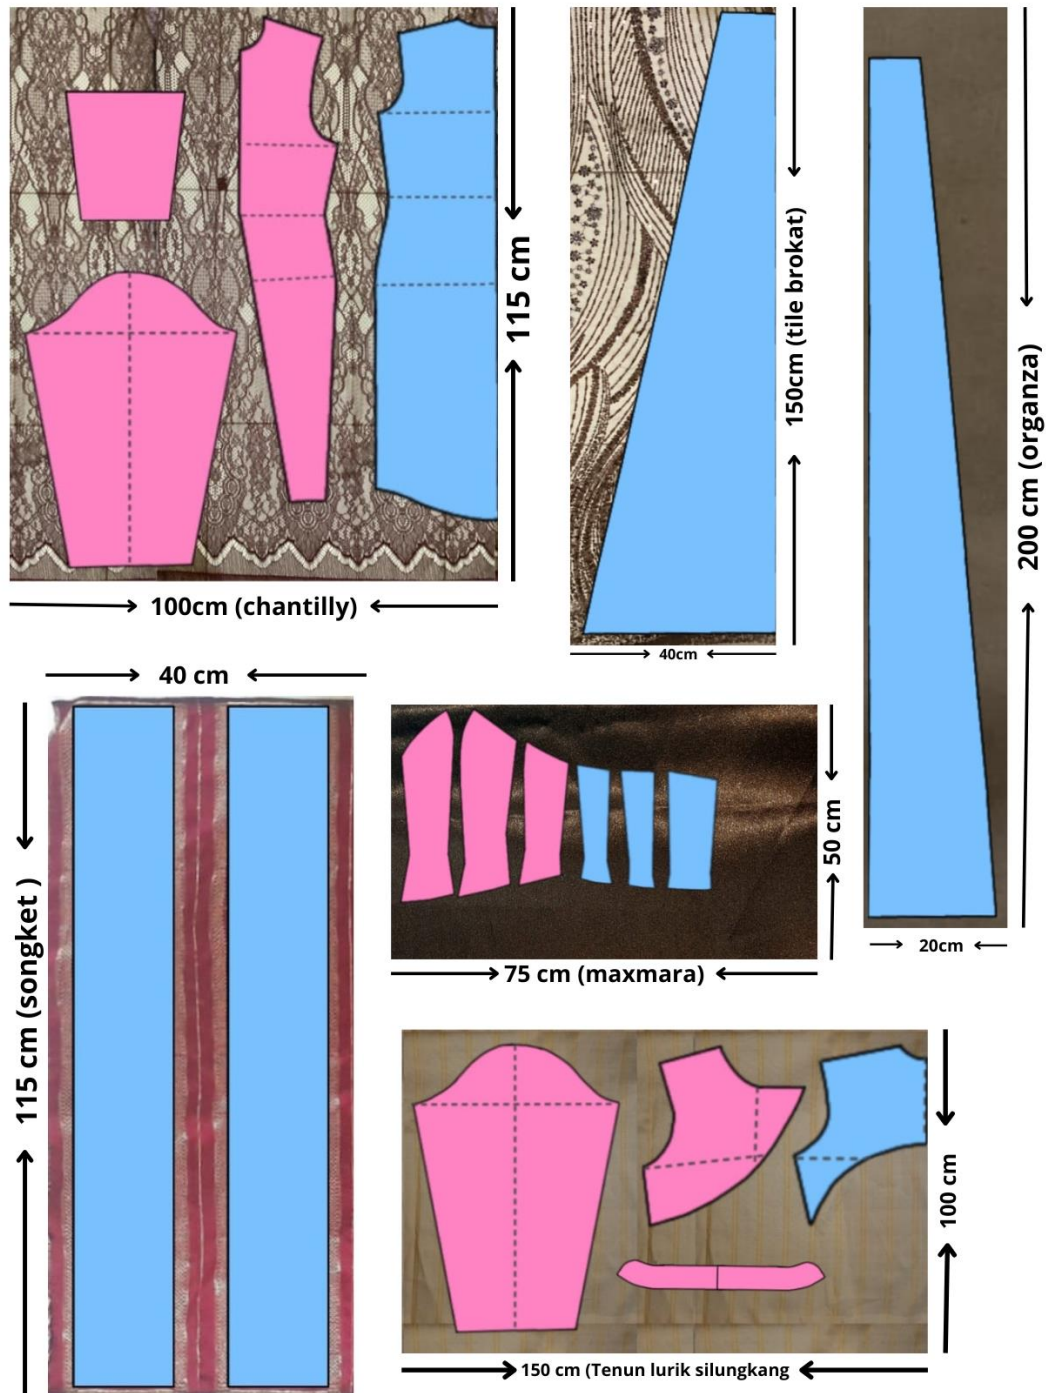 115 cm
100cm (chantilly)
150cm (tile brokat)
40cm
200 cm (organza)
20cm
40 cm
115 cm (songket )
50 cm
75 cm (maxmara)
100 cm
150 cm (Tenun lurik silungkang